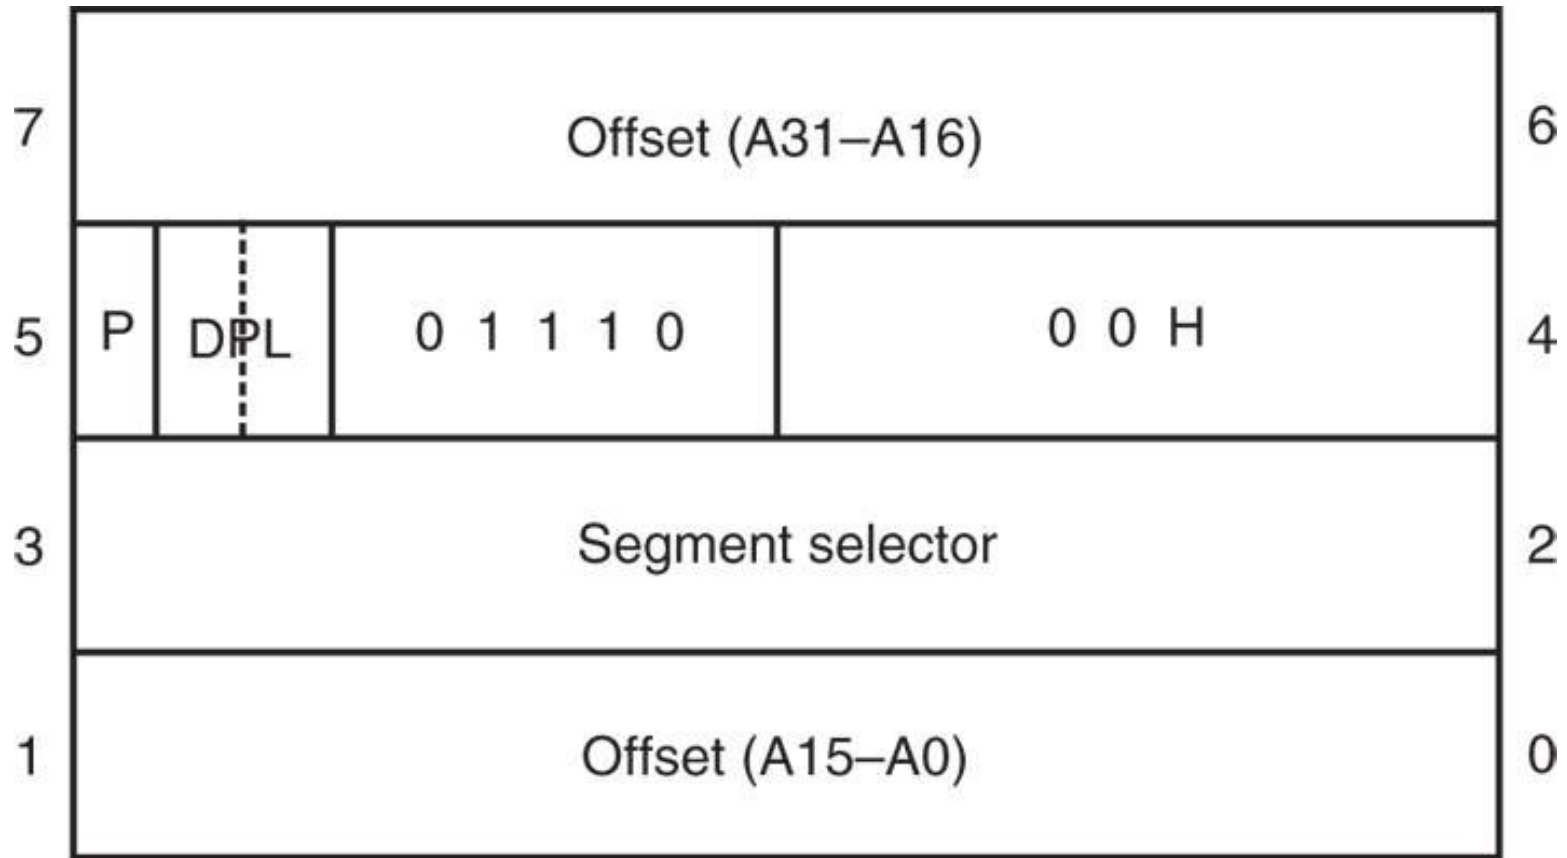 7 Offset (A31–A16) 6
5 P DPL 0 1 1 1 0 0 0 H 4
3 Segment selector 2
1 Offset (A15–A0) 0